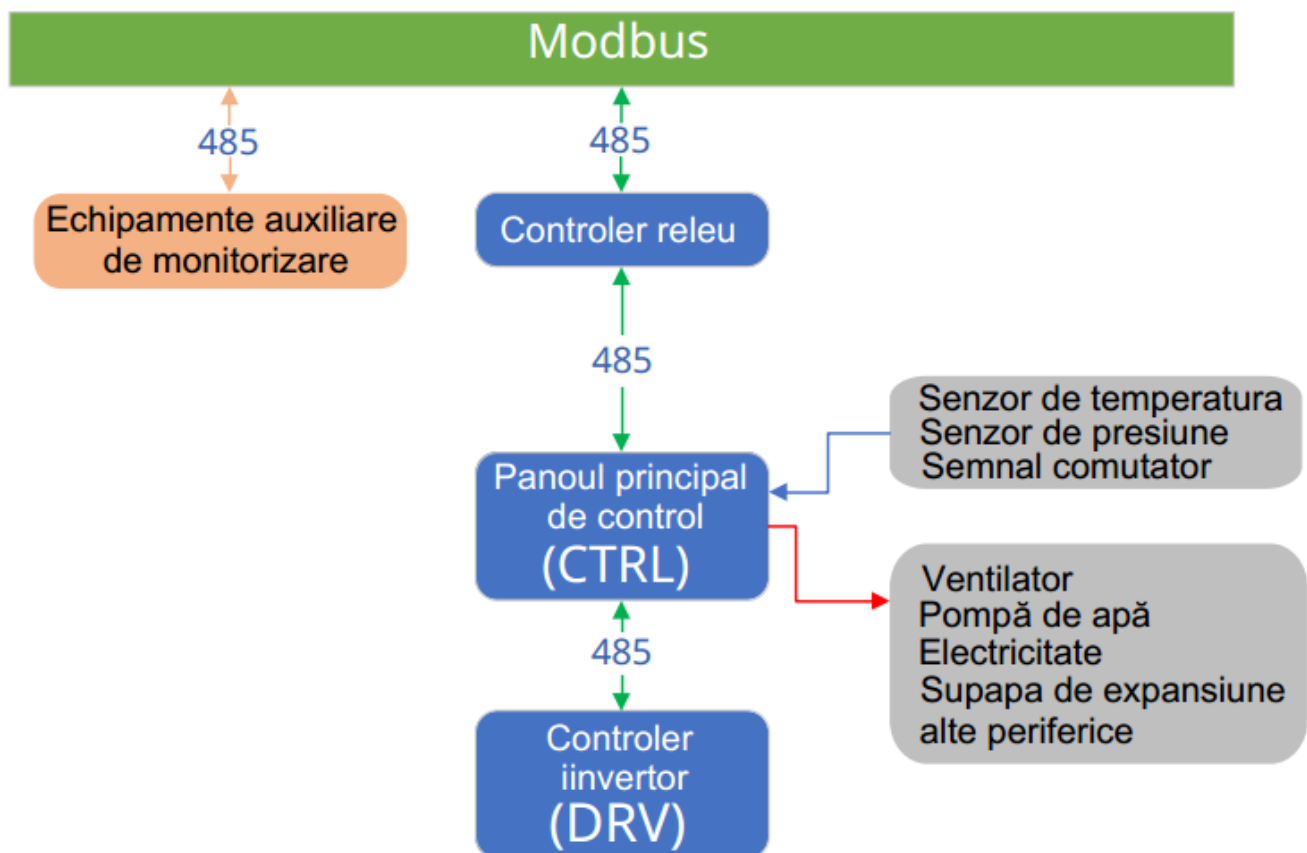 Modbus
485
485
Echipamente auxiliare
de monitorizare
Controler releu
485
Senzor de temperatura
Senzor de presiune
Semnal comutator
Panoul principal
de control
(CTRL)
Ventilator
Pompă de apă
Electricitate
Supapa de expansiune
alte periferice
485
Controler
iinvertor
(DRV)